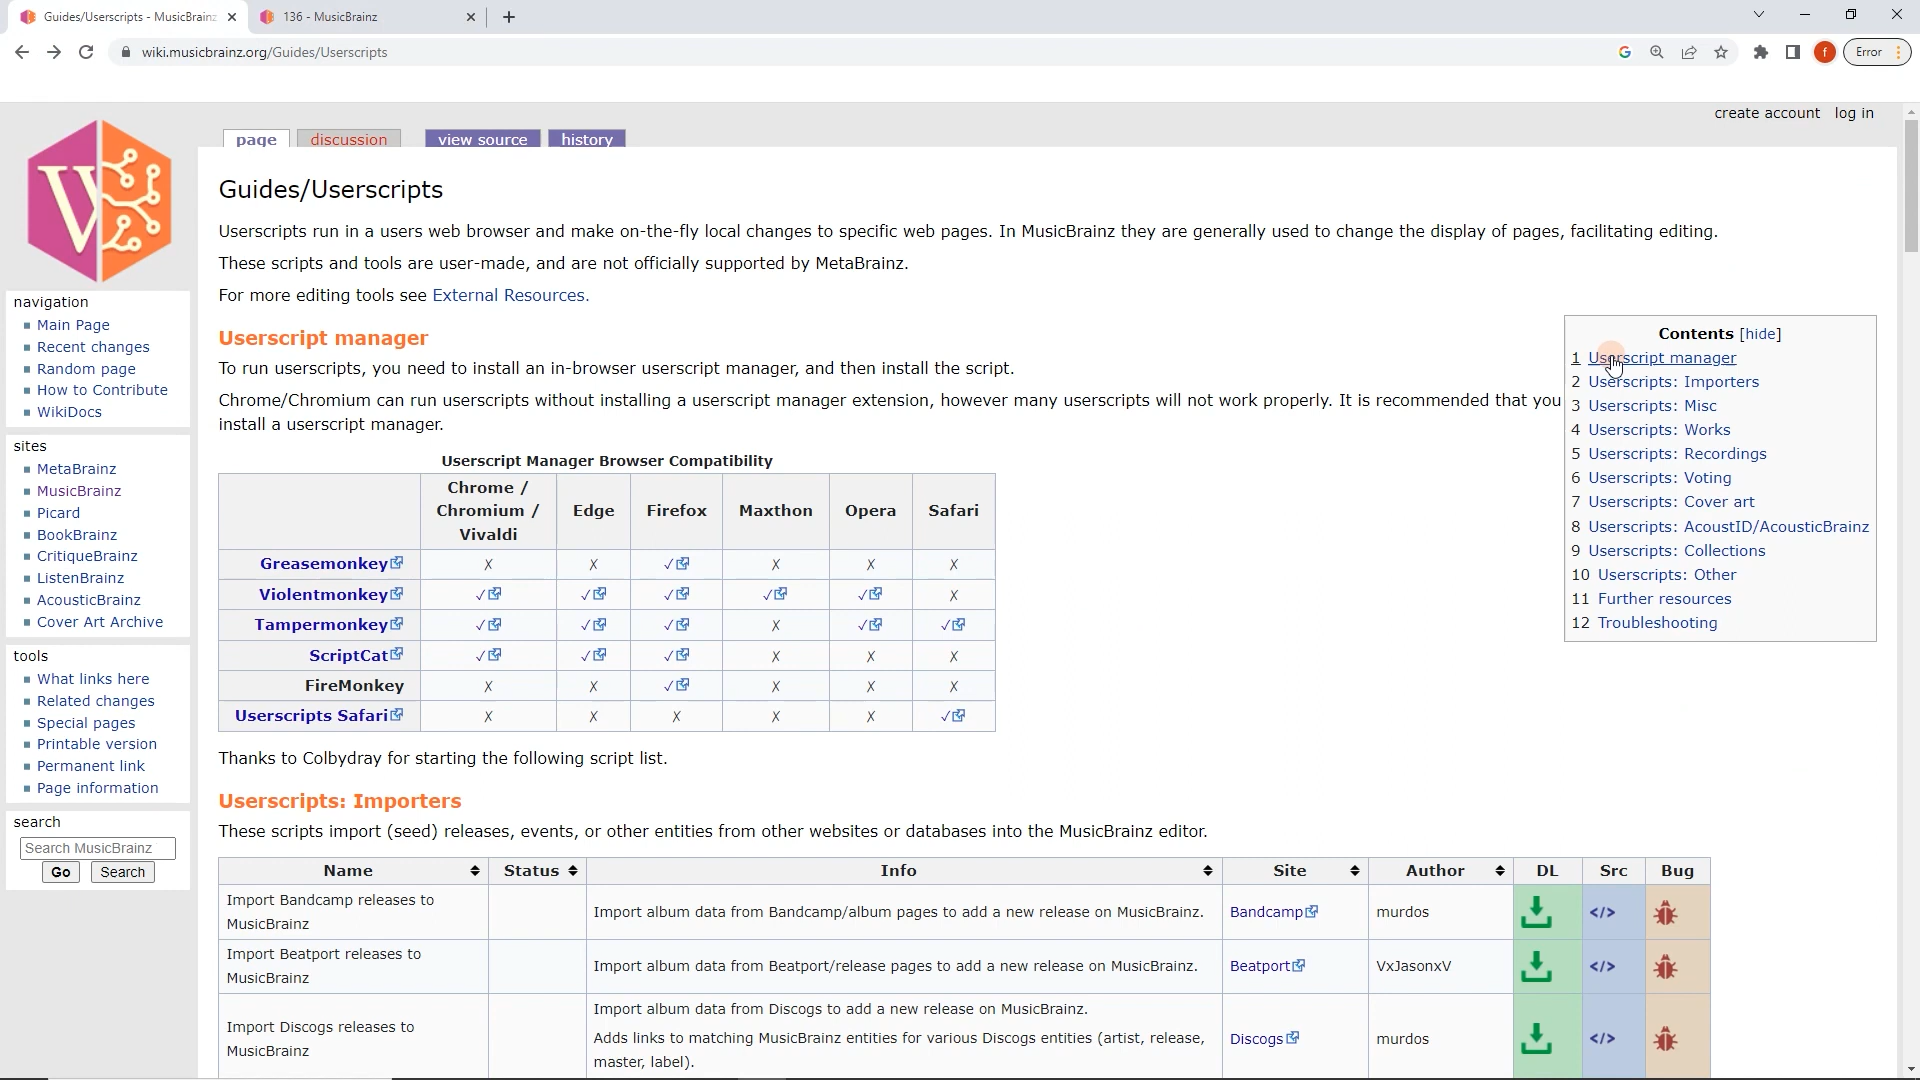 Guides/Userscripts - MusicBrainz
136 - MusicBrainz
wiki.musicbrainz.org/Guides/Userscripts
G
f
Error
create account log in
page discussion view source history
W
Guides/Userscripts
Userscripts run in a users web browser and make on-the-fly local changes to specific web pages. In MusicBrainz they are generally used to change the display of pages, facilitating editing.
These scripts and tools are user-made, and are not officially supported by MetaBrainz.
For more editing tools see External Resources.
navigation
Main Page
Recent changes
Random page
How to Contribute
WikiDocs
sites
MetaBrainz
MusicBrainz
Picard
BookBrainz
CritiqueBrainz
ListenBrainz
AcousticBrainz
Cover Art Archive
tools
What links here
Related changes
Special pages
Printable version
Permanent link
Page information
search
Search MusicBrainz
Go Search
Userscript manager
To run userscripts, you need to install an in-browser userscript manager, and then install the script.
Chrome/Chromium can run userscripts without installing a userscript manager extension, however many userscripts will not work properly. It is recommended that you
install a userscript manager.
Contents [hide]
1 Userscript manager
2 Userscripts: Importers
3 Userscripts: Misc
4 Userscripts: Works
5 Userscripts: Recordings
6 Userscripts: Voting
7 Userscripts: Cover art
8 Userscripts: AcoustID/AcousticBrainz
9 Userscripts: Collections
10 Userscripts: Other
11 Further resources
12 Troubleshooting
Userscript Manager Browser Compatibility
Chrome / Chromium / Vivaldi Edge Firefox Maxthon Opera Safari
Greasemonkey ☓ ☓ ✓ ☓ ☓ ☓
Violentmonkey ✓ ✓ ✓ ✓ ✓ ☓
Tampermonkey ✓ ✓ ✓ ☓ ✓ ✓
ScriptCat ✓ ✓ ✓ ☓ ☓ ☓
FireMonkey ☓ ☓ ✓ ☓ ☓ ☓
Userscripts Safari ☓ ☓ ☓ ☓ ☓ ✓
Thanks to Colbydray for starting the following script list.
Userscripts: Importers
These scripts import (seed) releases, events, or other entities from other websites or databases into the MusicBrainz editor.
Name Status Info Site Author DL Src Bug
Import Bandcamp releases to
MusicBrainz
Import album data from Bandcamp/album pages to add a new release on MusicBrainz. Bandcamp murdos </>
Import Beatport releases to
MusicBrainz
Import album data from Beatport/release pages to add a new release on MusicBrainz. Beatport VxJasonxV </>
Import Discogs releases to
MusicBrainz
Import album data from Discogs to add a new release on MusicBrainz.
Adds links to matching MusicBrainz entities for various Discogs entities (artist, release,
master, label).
Discogs murdos </>